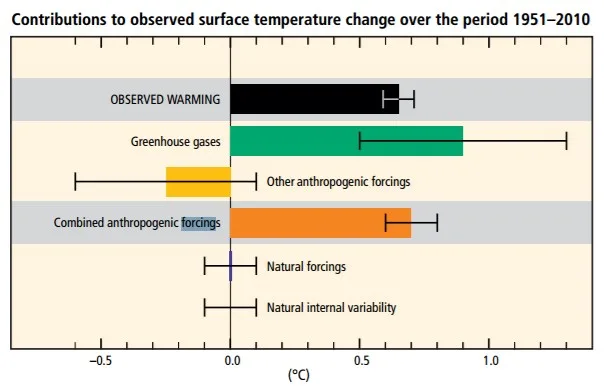 Contributions to observed surface temperature change over the period 1951–2010
OBSERVED WARMING
Greenhouse gases
Other anthropogenic forcings
Combined anthropogenic forcings
Natural forcings
Natural internal variability
−0.5 0.0 0.5 1.0
(°C)